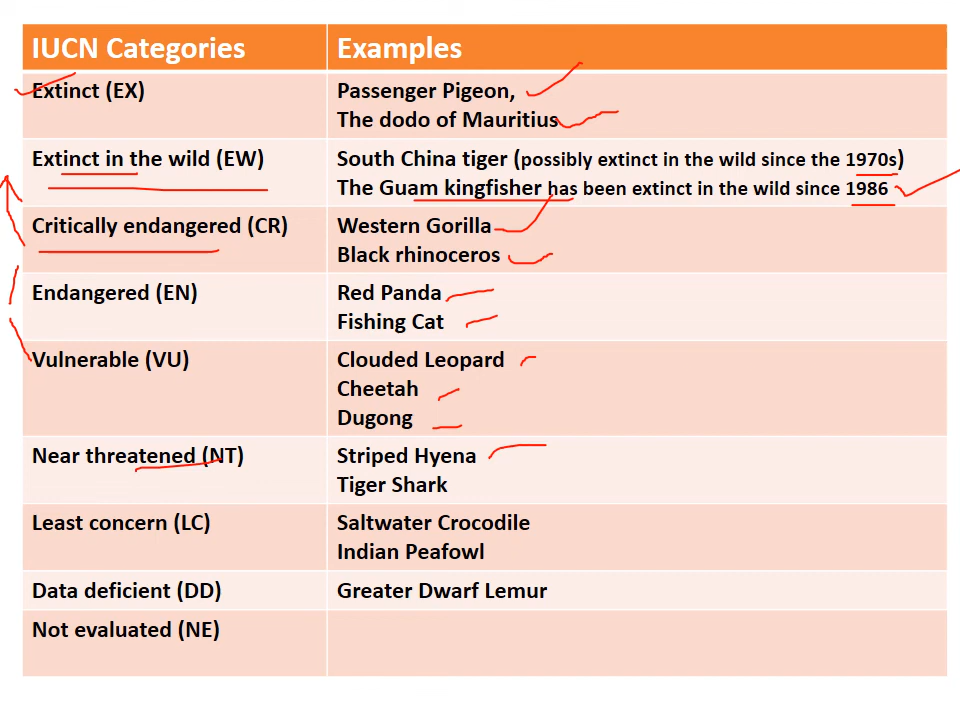 IUCN Categories Examples
Extinct (EX) Passenger Pigeon,
The dodo of Mauritius
Extinct in the wild (EW) South China tiger (possibly extinct in the wild since the 1970s)
The Guam kingfisher has been extinct in the wild since 1986
Critically endangered (CR) Western Gorilla
Black rhinoceros
Endangered (EN) Red Panda
Fishing Cat
Vulnerable (VU) Clouded Leopard
Cheetah
Dugong
Near threatened (NT) Striped Hyena
Tiger Shark
Least concern (LC) Saltwater Crocodile
Indian Peafowl
Data deficient (DD) Greater Dwarf Lemur
Not evaluated (NE)